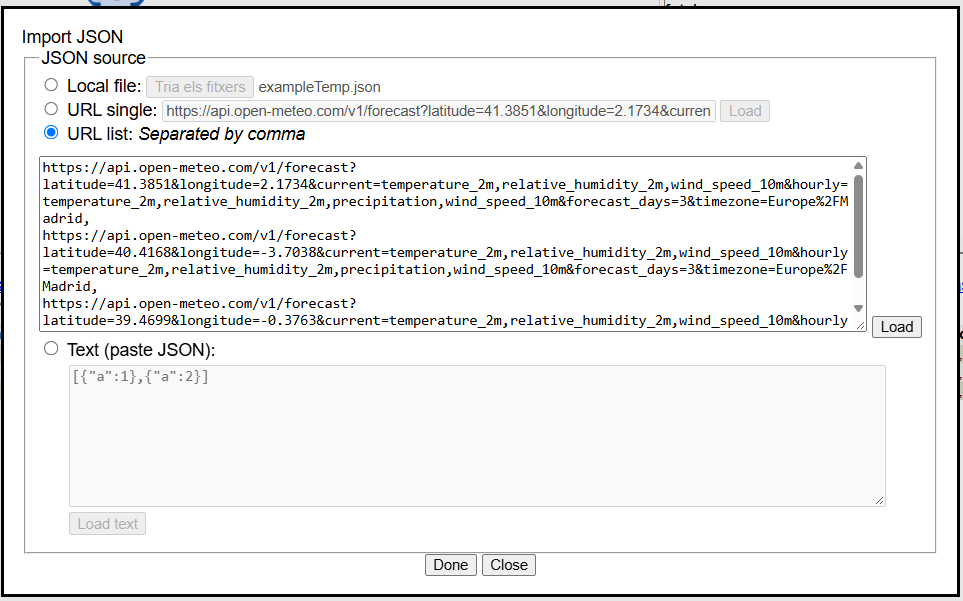 Import JSON
JSON source
Local file: Tria els fitxers exampleTemp.json
URL single: https://api.open-meteo.com/v1/forecast?latitude=41.3851&longitude=2.1734&curren Load
URL list: Separated by comma
https://api.open-meteo.com/v1/forecast?
latitude=41.3851&longitude=2.1734&current=temperature_2m,relative_humidity_2m,wind_speed_10m&hourly=
temperature_2m,relative_humidity_2m,precipitation,wind_speed_10m&forecast_days=3&timezone=Europe%2FM
adrid,
https://api.open-meteo.com/v1/forecast?
latitude=40.4168&longitude=-3.7038&current=temperature_2m,relative_humidity_2m,wind_speed_10m&hourly
=temperature_2m,relative_humidity_2m,precipitation,wind_speed_10m&forecast_days=3&timezone=Europe%2F
Madrid,
https://api.open-meteo.com/v1/forecast?
latitude=39.4699&longitude=-0.3763&current=temperature_2m,relative_humidity_2m,wind_speed_10m&hourly
Load
Text (paste JSON):
[{"a":1},{"a":2}]
Load text
Done Close